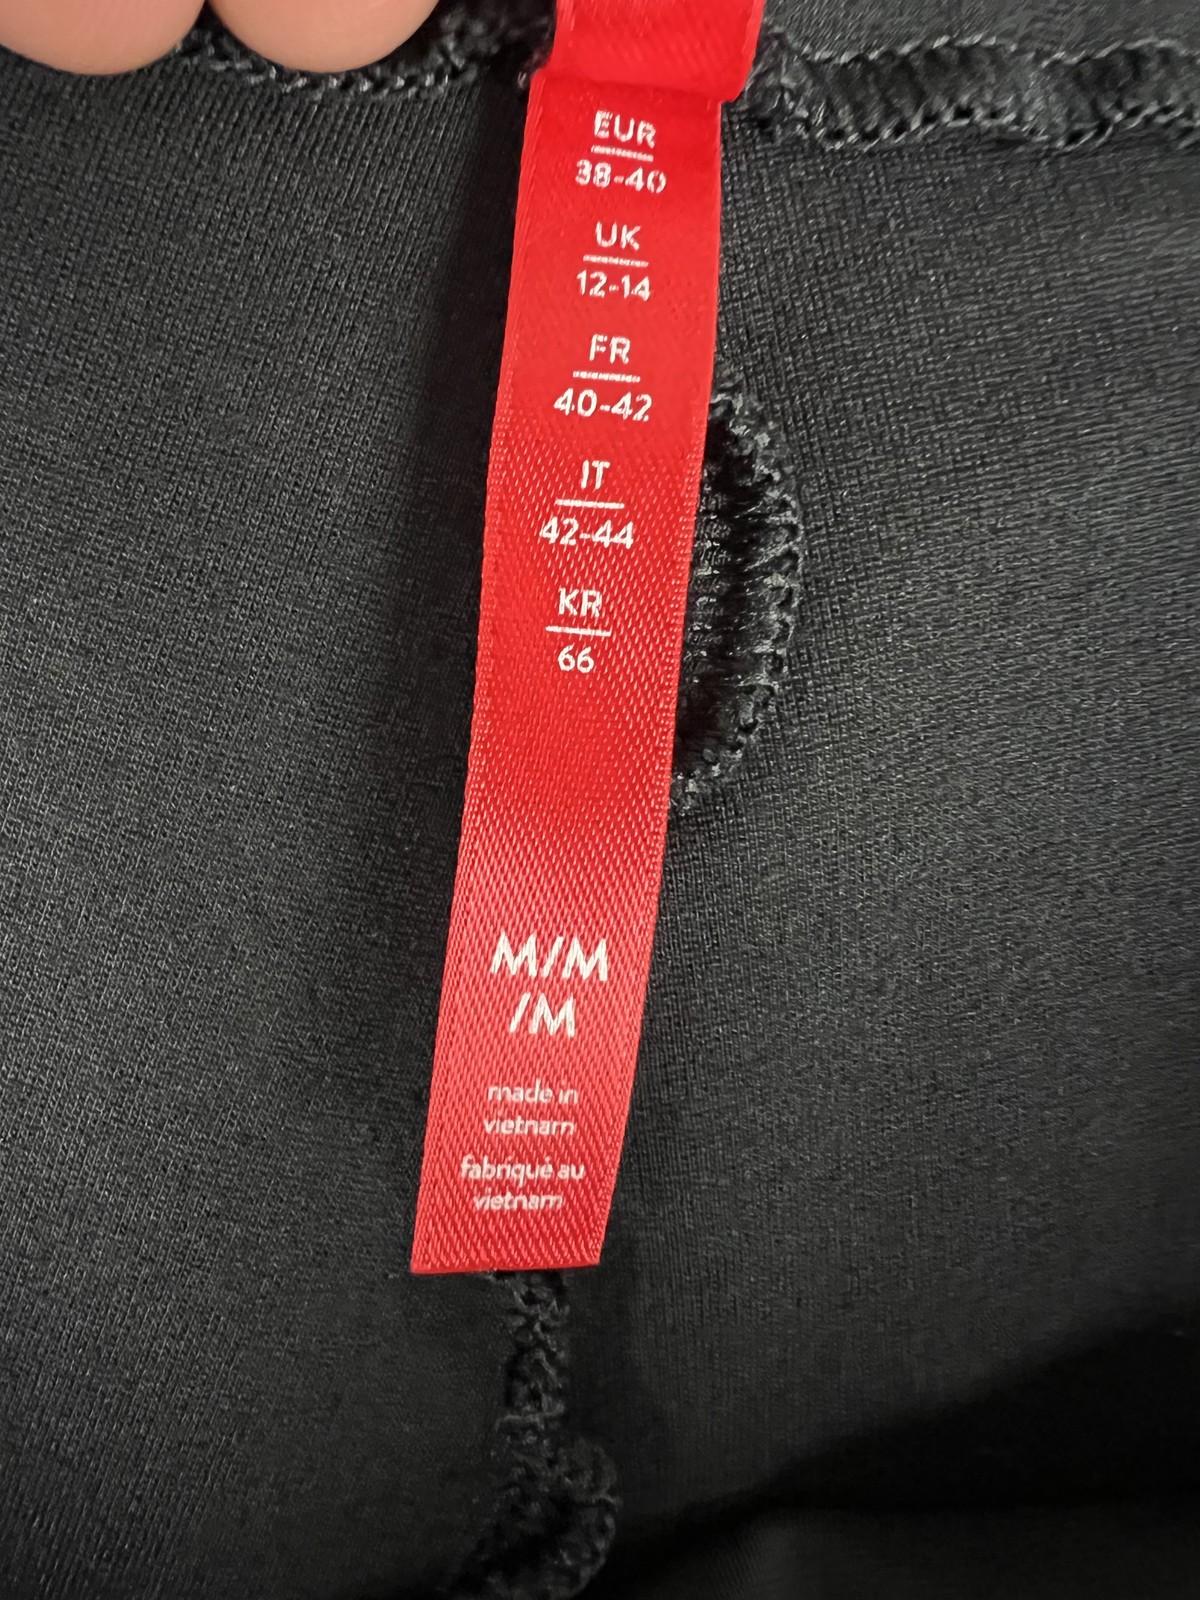 EUR
38-40
UK
12-14
FR
40-42
IT
42-44
KR
66
M/M
/M
made in
vietnam
fabriqué au
vietnam